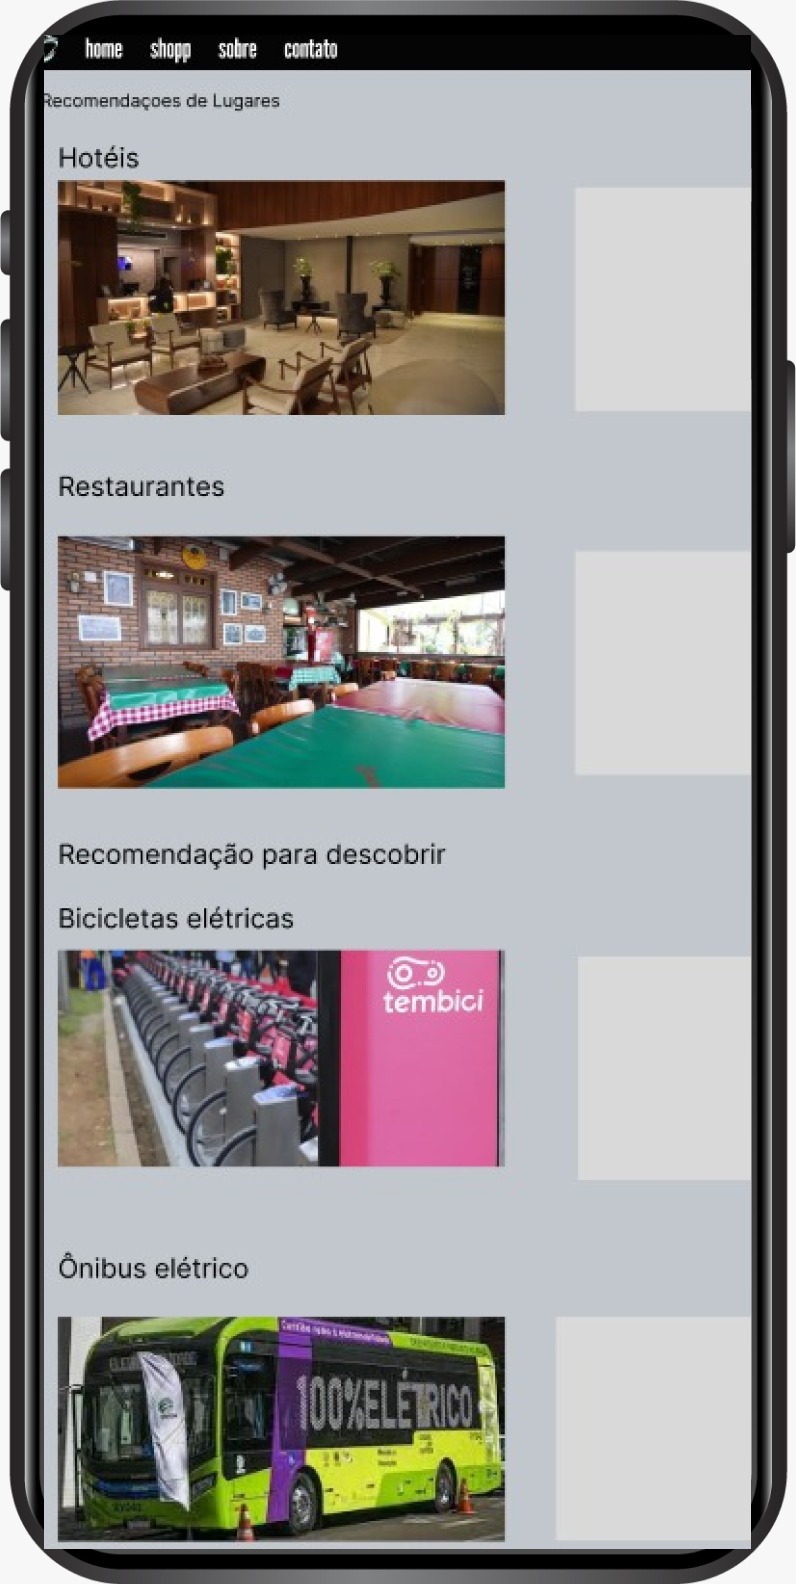 home shopp sobre contato
Recomendaçoes de Lugares
Hotéis
Restaurantes
Recomendação para descobrir
Bicicletas elétricas
tembici
Ônibus elétrico
100%ELÉTRICO